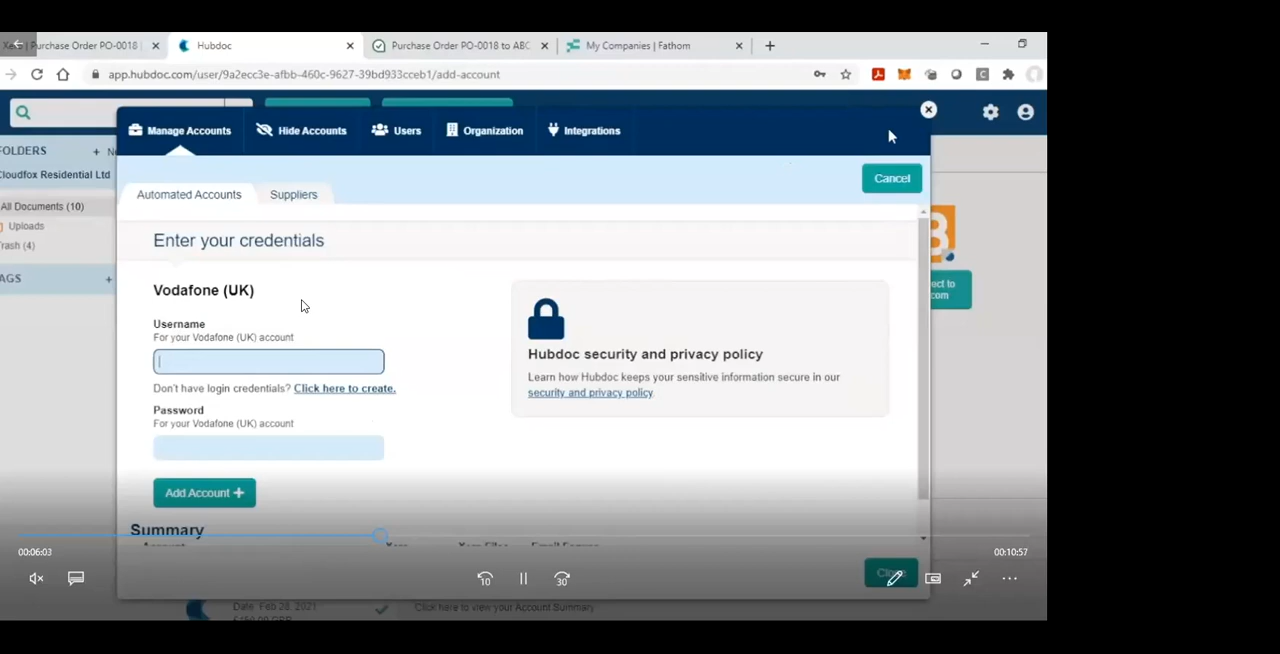 Purchase Order PO-0018
Hubdoc
Purchase Order PO-0018 to ABC
My Companies | Fathom
app.hubdoc.com/user/9a2ecc3e-afbb-460c-9627-39bd933cceb1/add-account
Manage Accounts
Hide Accounts
Users
Organization
Integrations
FOLDERS
+ N
Cloudfox Residential Ltd
Cancel
Automated Accounts
Suppliers
All Documents (10)
Uploads
Trash (4)
AGS
+
Enter your credentials
Vodafone (UK)
ect to
com
Username
For your Vodafone (UK) account
Don't have login credentials? Click here to create.
Password
For your Vodafone (UK) account
Hubdoc security and privacy policy
Learn how Hubdoc keeps your sensitive information secure in our
security and privacy policy.
Add Account +
Summary
00:06:03
00:10:57
10
30
Date: Feb 28, 2021
Click here to view your Account Summary